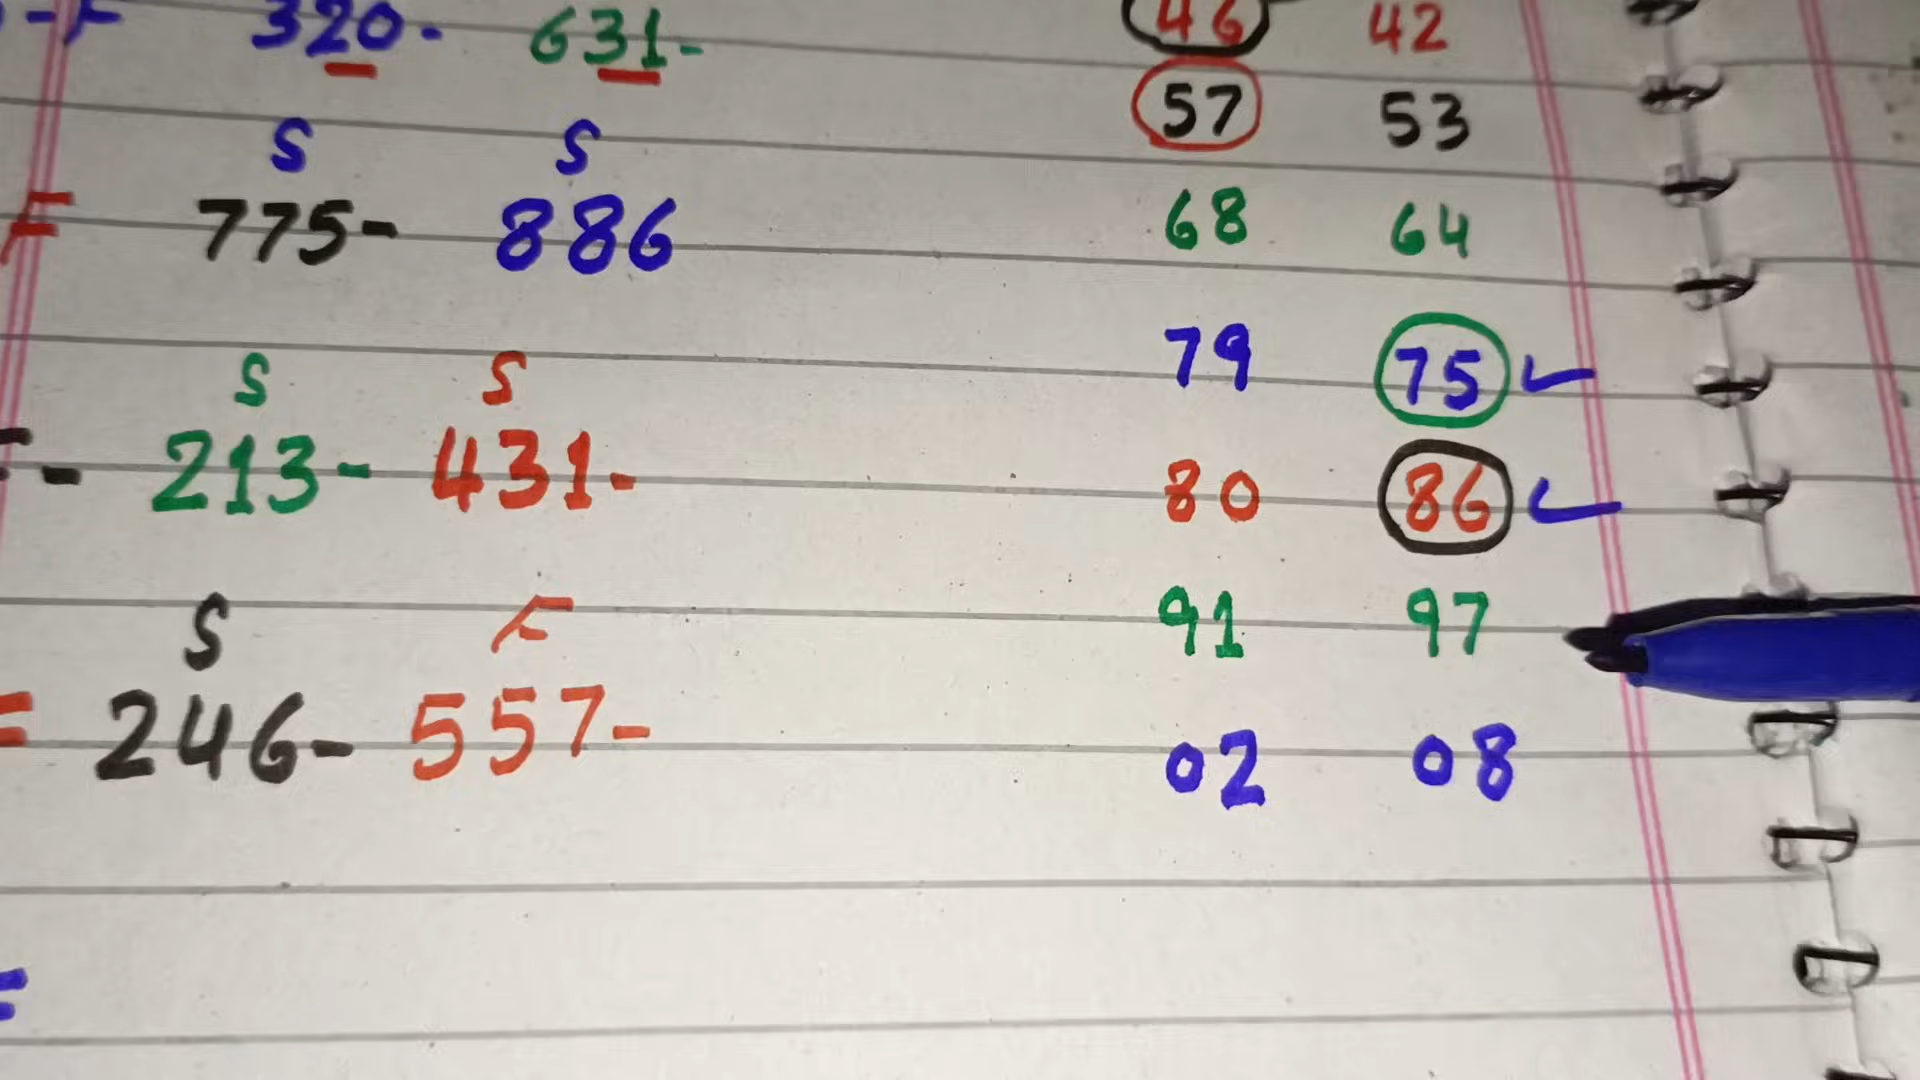 320- 631-
46 42
57 53
S S
F 775- 886
68 64
79 75
S S
- 213- 431-
80 86
91 97
S F
= 246- 557-
02 08
=